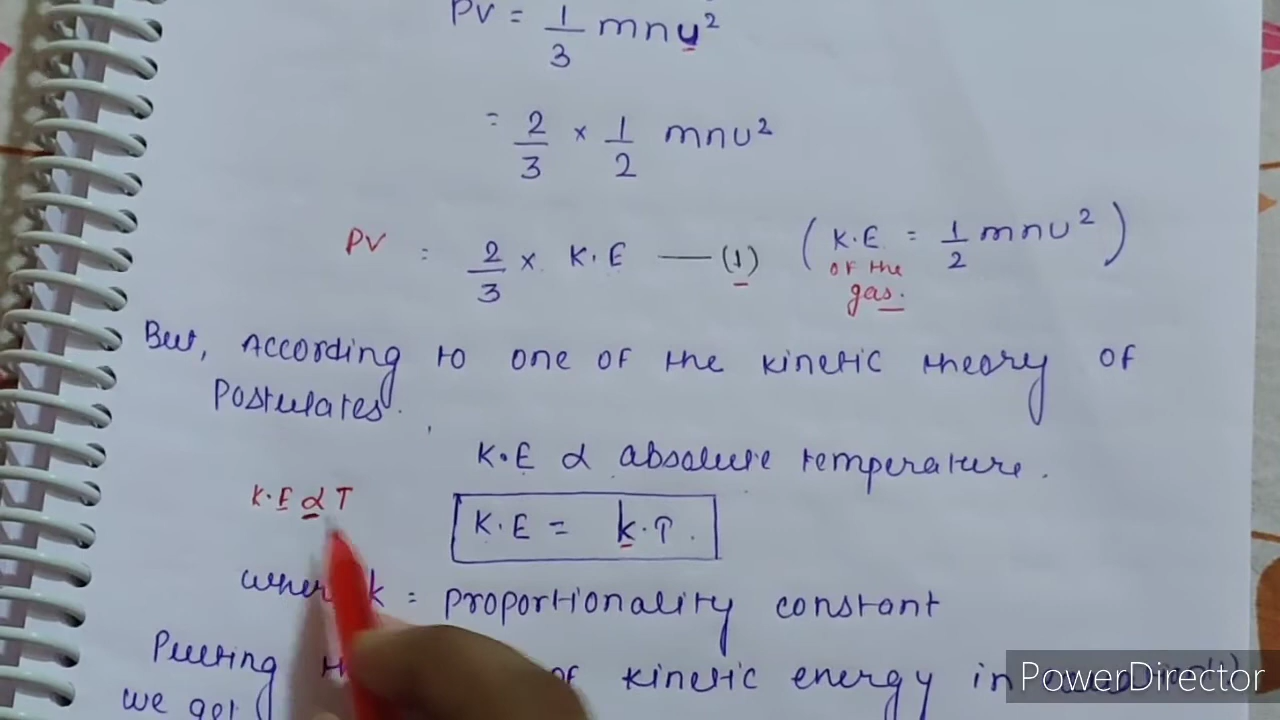 PV = 1/3 mnu²
= 2/3 × 1/2 mnu²
PV = 2/3 × K.E —(1) ( K.E = 1/2 mnu² )
of the
gas.
But, According to one of the kinetic theory of
Postulates.
K.E α absolute temperature.
K.E α T
K.E = k.T.
where k = proportionality constant
Putting of kinetic energy in
we get
PowerDirector